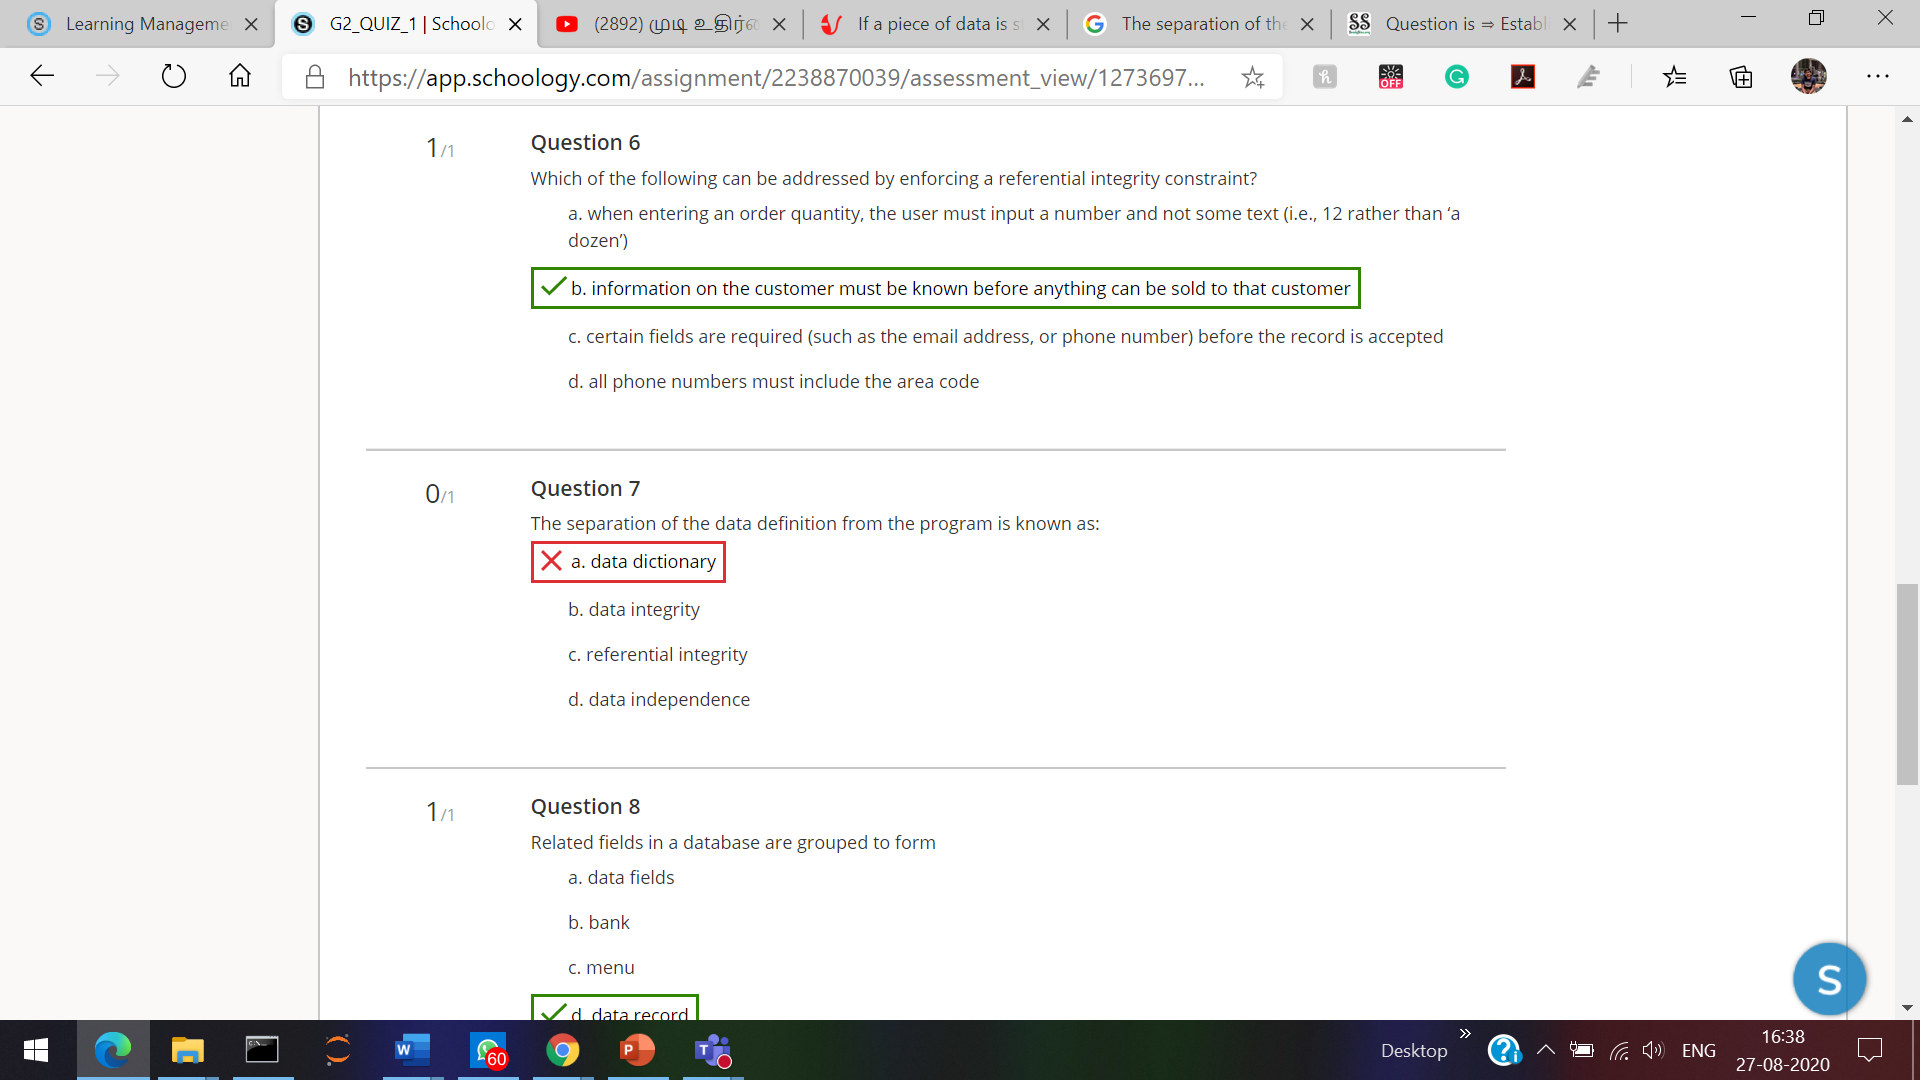 Learning Manageme
G2_QUIZ_1 | Schoolo
(2892) முடி உதிர்
If a piece of data is s
The separation of the
Question is ⇒ Establ
https://app.schoology.com/assignment/2238870039/assessment_view/1273697...
OFF
1/1
Question 6
Which of the following can be addressed by enforcing a referential integrity constraint?
a. when entering an order quantity, the user must input a number and not some text (i.e., 12 rather than ‘a
dozen’)
b. information on the customer must be known before anything can be sold to that customer
c. certain fields are required (such as the email address, or phone number) before the record is accepted
d. all phone numbers must include the area code
0/1
Question 7
The separation of the data definition from the program is known as:
a. data dictionary
b. data integrity
c. referential integrity
d. data independence
1/1
Question 8
Related fields in a database are grouped to form
a. data fields
b. bank
c. menu
d. data record
S
60
Desktop
ENG
16:38
27-08-2020